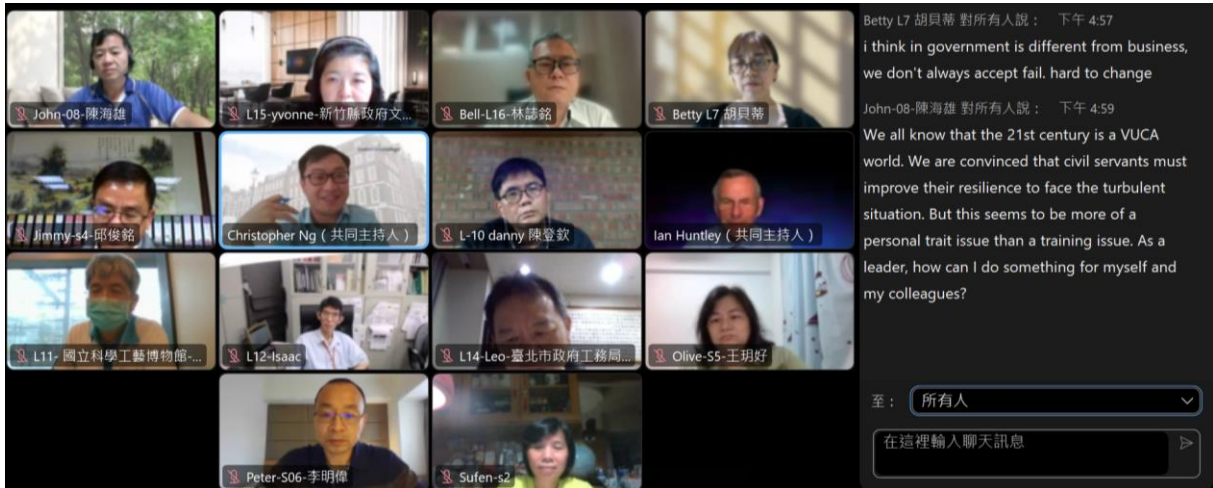 John-08-陳海雄
L15-yvonne-新竹縣政府文...
Bell-L16-林誌銘
Betty L7 胡貝蒂
Jimmy-s4-邱俊銘
Christopher Ng（共同主持人）
L-10 danny 陳登欽
Ian Huntley（共同主持人）
L11- 國立科學工藝博物館-...
L12-Isaac
L14-Leo-臺北市政府工務局...
Olive-S5-王玥好
Peter-S06-李明偉
Sufen-s2
Betty L7 胡貝蒂 對所有人說： 下午 4:57
i think in government is different from business,
we don't always accept fail. hard to change
John-08-陳海雄 對所有人說： 下午 4:59
We all know that the 21st century is a VUCA
world. We are convinced that civil servants must
improve their resilience to face the turbulent
situation. But this seems to be more of a
personal trait issue than a training issue. As a
leader, how can I do something for myself and
my colleagues?
至： 所有人
在這裡輸入聊天訊息